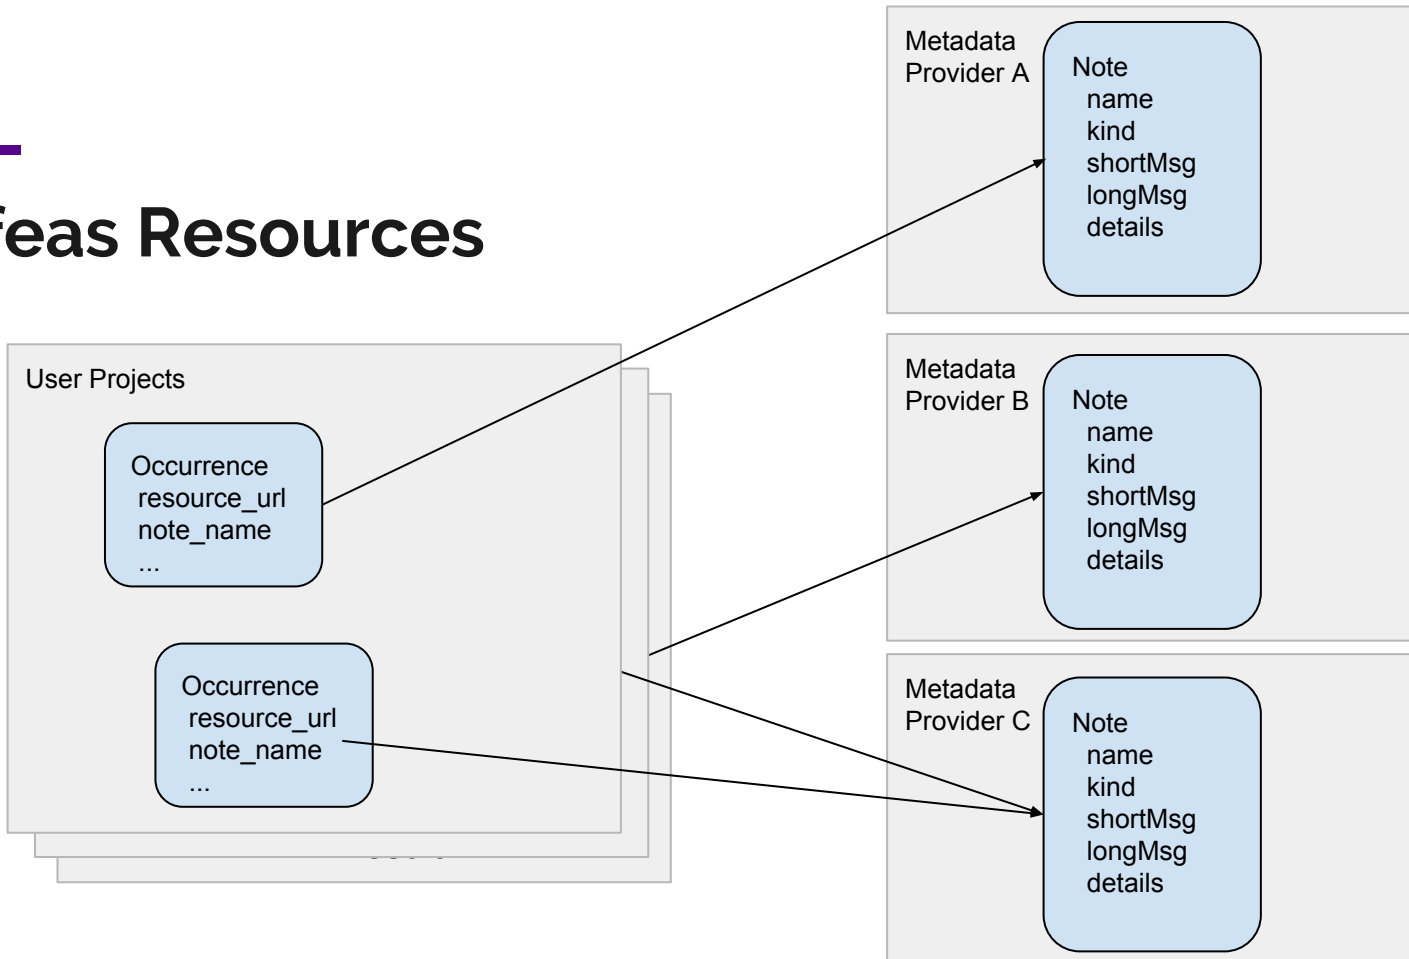 feas Resources
User Projects
Occurrence
resource_url
note_name
...
Occurrence
resource_url
note_name
...
Metadata
Provider A
Note
name
kind
shortMsg
longMsg
details
Metadata
Provider B
Note
name
kind
shortMsg
longMsg
details
Metadata
Provider C
Note
name
kind
shortMsg
longMsg
details